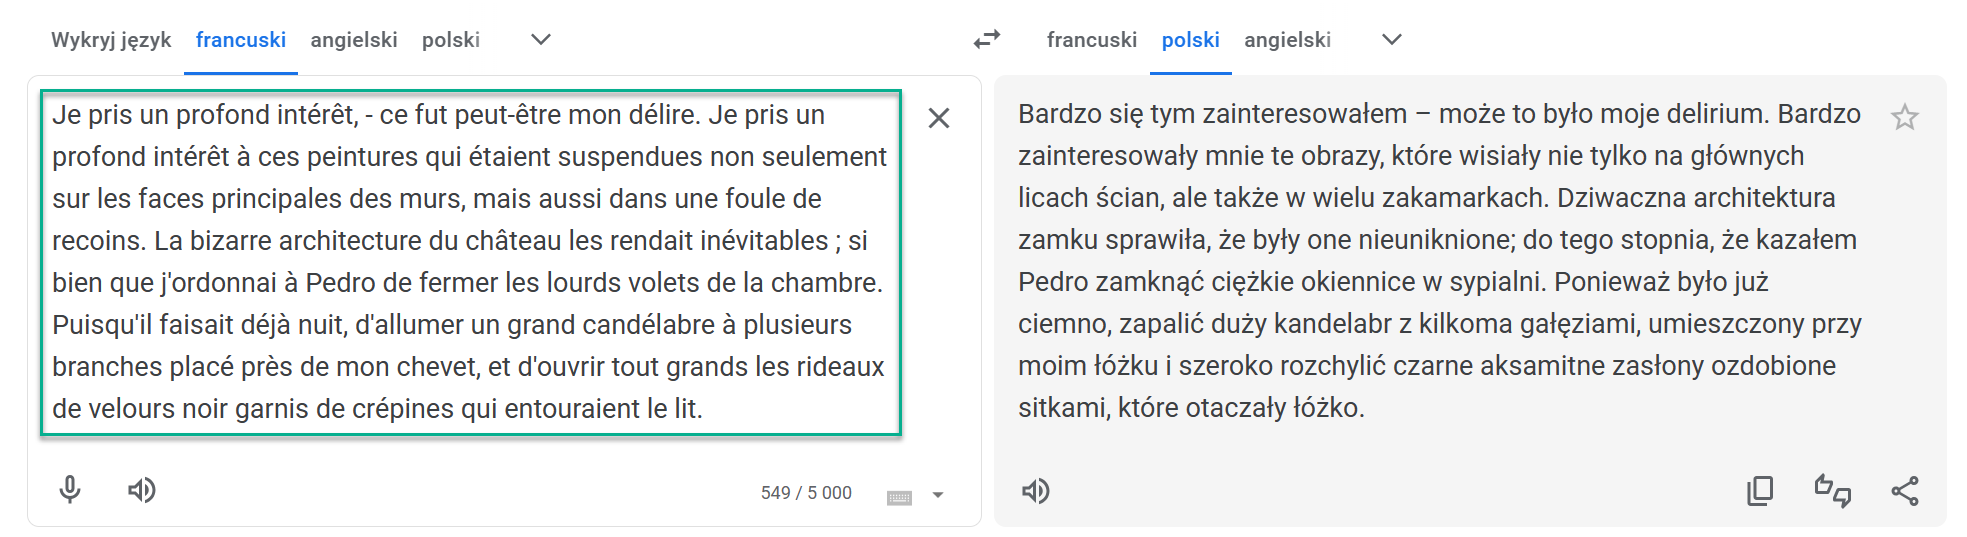 Wykryj język francuski angielski polski
francuski polski angielski
Je pris un profond intérêt, - ce fut peut-être mon délire. Je pris un
profond intérêt à ces peintures qui étaient suspendues non seulement
sur les faces principales des murs, mais aussi dans une foule de
recoins. La bizarre architecture du château les rendait inévitables ; si
bien que j'ordonnai à Pedro de fermer les lourds volets de la chambre.
Puisqu'il faisait déjà nuit, d'allumer un grand candélabre à plusieurs
branches placé près de mon chevet, et d'ouvrir tout grands les rideaux
de velours noir garnis de crépines qui entouraient le lit.
549 / 5 000
Bardzo się tym zainteresowałem – może to było moje delirium. Bardzo
zainteresowały mnie te obrazy, które wisiały nie tylko na głównych
licach ścian, ale także w wielu zakamarkach. Dziwaczna architektura
zamku sprawiła, że były one nieuniknione; do tego stopnia, że kazałem
Pedro zamknąć ciężkie okiennice w sypialni. Ponieważ było już
ciemno, zapalić duży kandelabr z kilkoma gałęziami, umieszczony przy
moim łóżku i szeroko rozchylić czarne aksamitne zasłony ozdobione
sitkami, które otaczały łóżko.